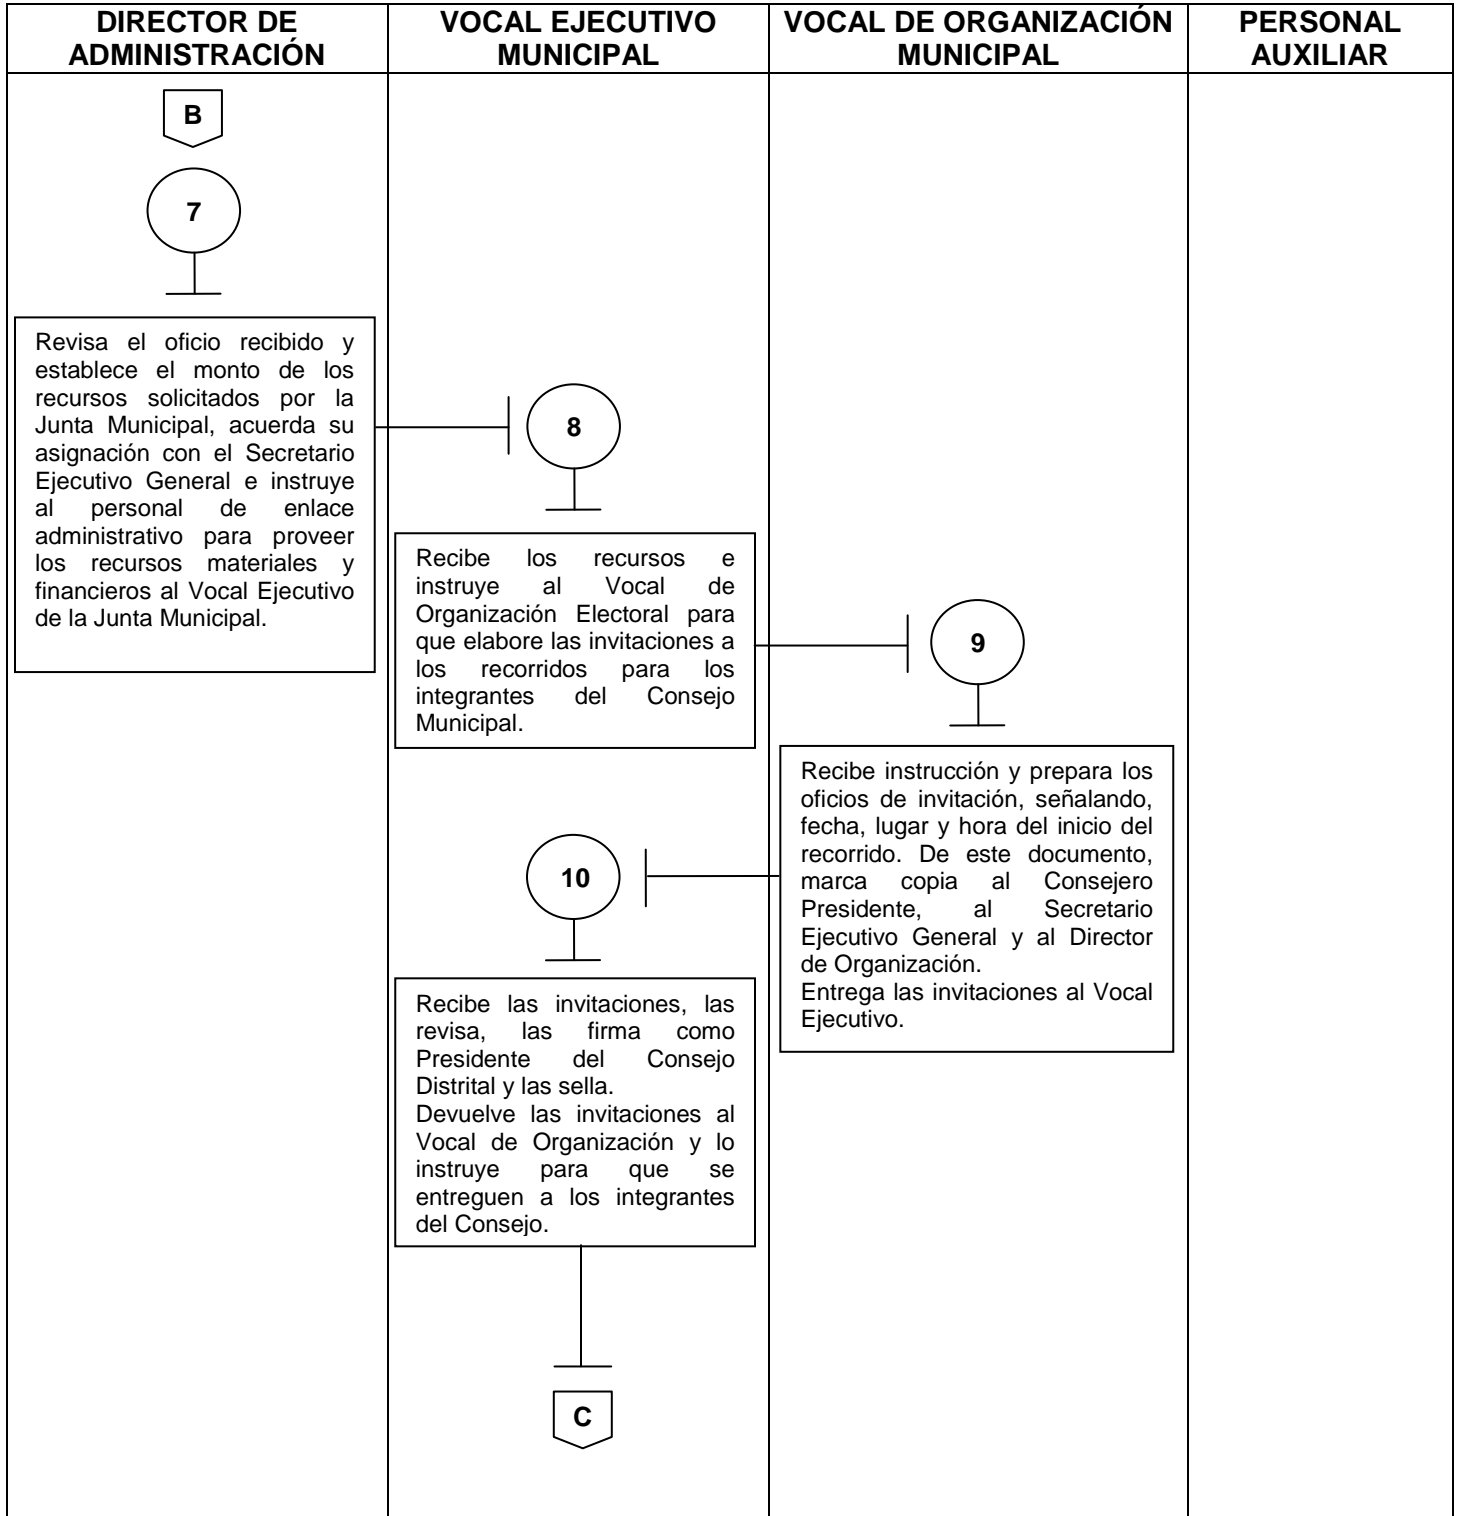 DIRECTOR DE
ADMINISTRACIÓN
VOCAL EJECUTIVO
MUNICIPAL
VOCAL DE ORGANIZACIÓN
MUNICIPAL
PERSONAL
AUXILIAR
B
7
Revisa el oficio recibido y
establece el monto de los
recursos solicitados por la
Junta Municipal, acuerda su
asignación con el Secretario
Ejecutivo General e instruye
al personal de enlace
administrativo para proveer
los recursos materiales y
financieros al Vocal Ejecutivo
de la Junta Municipal.
8
Recibe los recursos e
instruye al Vocal de
Organización Electoral para
que elabore las invitaciones a
los recorridos para los
integrantes del Consejo
Municipal.
9
Recibe instrucción y prepara los
oficios de invitación, señalando,
fecha, lugar y hora del inicio del
recorrido. De este documento,
marca copia al Consejero
Presidente, al Secretario
Ejecutivo General y al Director
de Organización.
Entrega las invitaciones al Vocal
Ejecutivo.
10
Recibe las invitaciones, las
revisa, las firma como
Presidente del Consejo
Distrital y las sella.
Devuelve las invitaciones al
Vocal de Organización y lo
instruye para que se
entreguen a los integrantes
del Consejo.
C